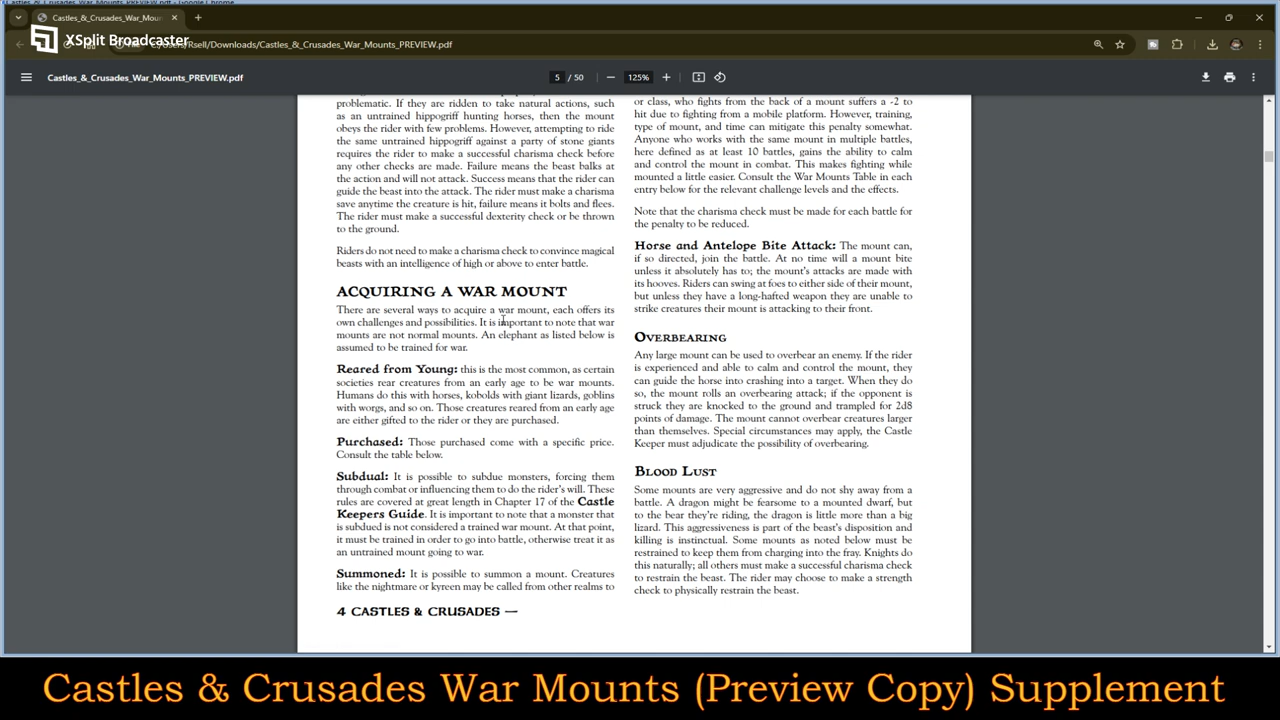 Castles_&_Crusades_War_Mou
XSplit Broadcaster
/Rsell/Downloads/Castles_&_Crusades_War_Mounts_PREVIEW.pdf
Castles_&_Crusades_War_Mounts_PREVIEW.pdf
5 / 50
125%
problematic. If they are ridden to take natural actions, such
as an untrained hippogriff hunting horses, then the mount
obeys the rider with few problems. However, attempting to ride
the same untrained hippogriff against a party of stone giants
requires the rider to make a successful charisma check before
any other checks are made. Failure means the beast balks at
the action and will not attack. Success means that the rider can
guide the beast into the attack. The rider must make a charisma
save anytime the creature is hit, failure means it bolts and flees.
The rider must make a successful dexterity check or be thrown
to the ground.
Riders do not need to make a charisma check to convince magical
beasts with an intelligence of high or above to enter battle.
ACQUIRING A WAR MOUNT
There are several ways to acquire a war mount, each offers its
own challenges and possibilities. It is important to note that war
mounts are not normal mounts. An elephant as listed below is
assumed to be trained for war.
Reared from Young: this is the most common, as certain
societies rear creatures from an early age to be war mounts.
Humans do this with horses, kobolds with giant lizards, goblins
with worgs, and so on. Those creatures reared from an early age
are either gifted to the rider or they are purchased.
Purchased: Those purchased come with a specific price.
Consult the table below.
Subdual: It is possible to subdue monsters, forcing them
through combat or influencing them to do the rider's will. These
rules are covered at great length in Chapter 17 of the Castle
Keepers Guide. It is important to note that a monster that
is subdued is not considered a trained war mount. At that point,
it must be trained in order to go into battle, otherwise treat it as
an untrained mount going to war.
Summoned: It is possible to summon a mount. Creatures
like the nightmare or kyreen may be called from other realms to
4 CASTLES & CRUSADES —
or class, who fights from the back of a mount suffers a -2 to
hit due to fighting from a mobile platform. However, training,
type of mount, and time can mitigate this penalty somewhat.
Anyone who works with the same mount in multiple battles,
here defined as at least 10 battles, gains the ability to calm
and control the mount in combat. This makes fighting while
mounted a little easier. Consult the War Mounts Table in each
entry below for the relevant challenge levels and the effects.
Note that the charisma check must be made for each battle for
the penalty to be reduced.
Horse and Antelope Bite Attack: The mount can,
if so directed, join the battle. At no time will a mount bite
unless it absolutely has to; the mount's attacks are made with
its hooves. Riders can swing at foes to either side of their mount,
but unless they have a long-hafted weapon they are unable to
strike creatures their mount is attacking to their front.
OVERBEARING
Any large mount can be used to overbear an enemy. If the rider
is experienced and able to calm and control the mount, they
can guide the horse into crashing into a target. When they do
so, the mount rolls an overbearing attack; if the opponent is
struck they are knocked to the ground and trampled for 2d8
points of damage. The mount cannot overbear creatures larger
than themselves. Special circumstances may apply, the Castle
Keeper must adjudicate the possibility of overbearing.
BLOOD LUST
Some mounts are very aggressive and do not shy away from a
battle. A dragon might be fearsome to a mounted dwarf, but
to the bear they're riding, the dragon is little more than a big
lizard. This aggressiveness is part of the beast's disposition and
killing is instinctual. Some mounts as noted below must be
restrained to keep them from charging into the fray. Knights do
this naturally; all others must make a successful charisma check
to restrain the beast. The rider may choose to make a strength
check to physically restrain the beast.
Castles & Crusades War Mounts (Preview Copy) Supplement